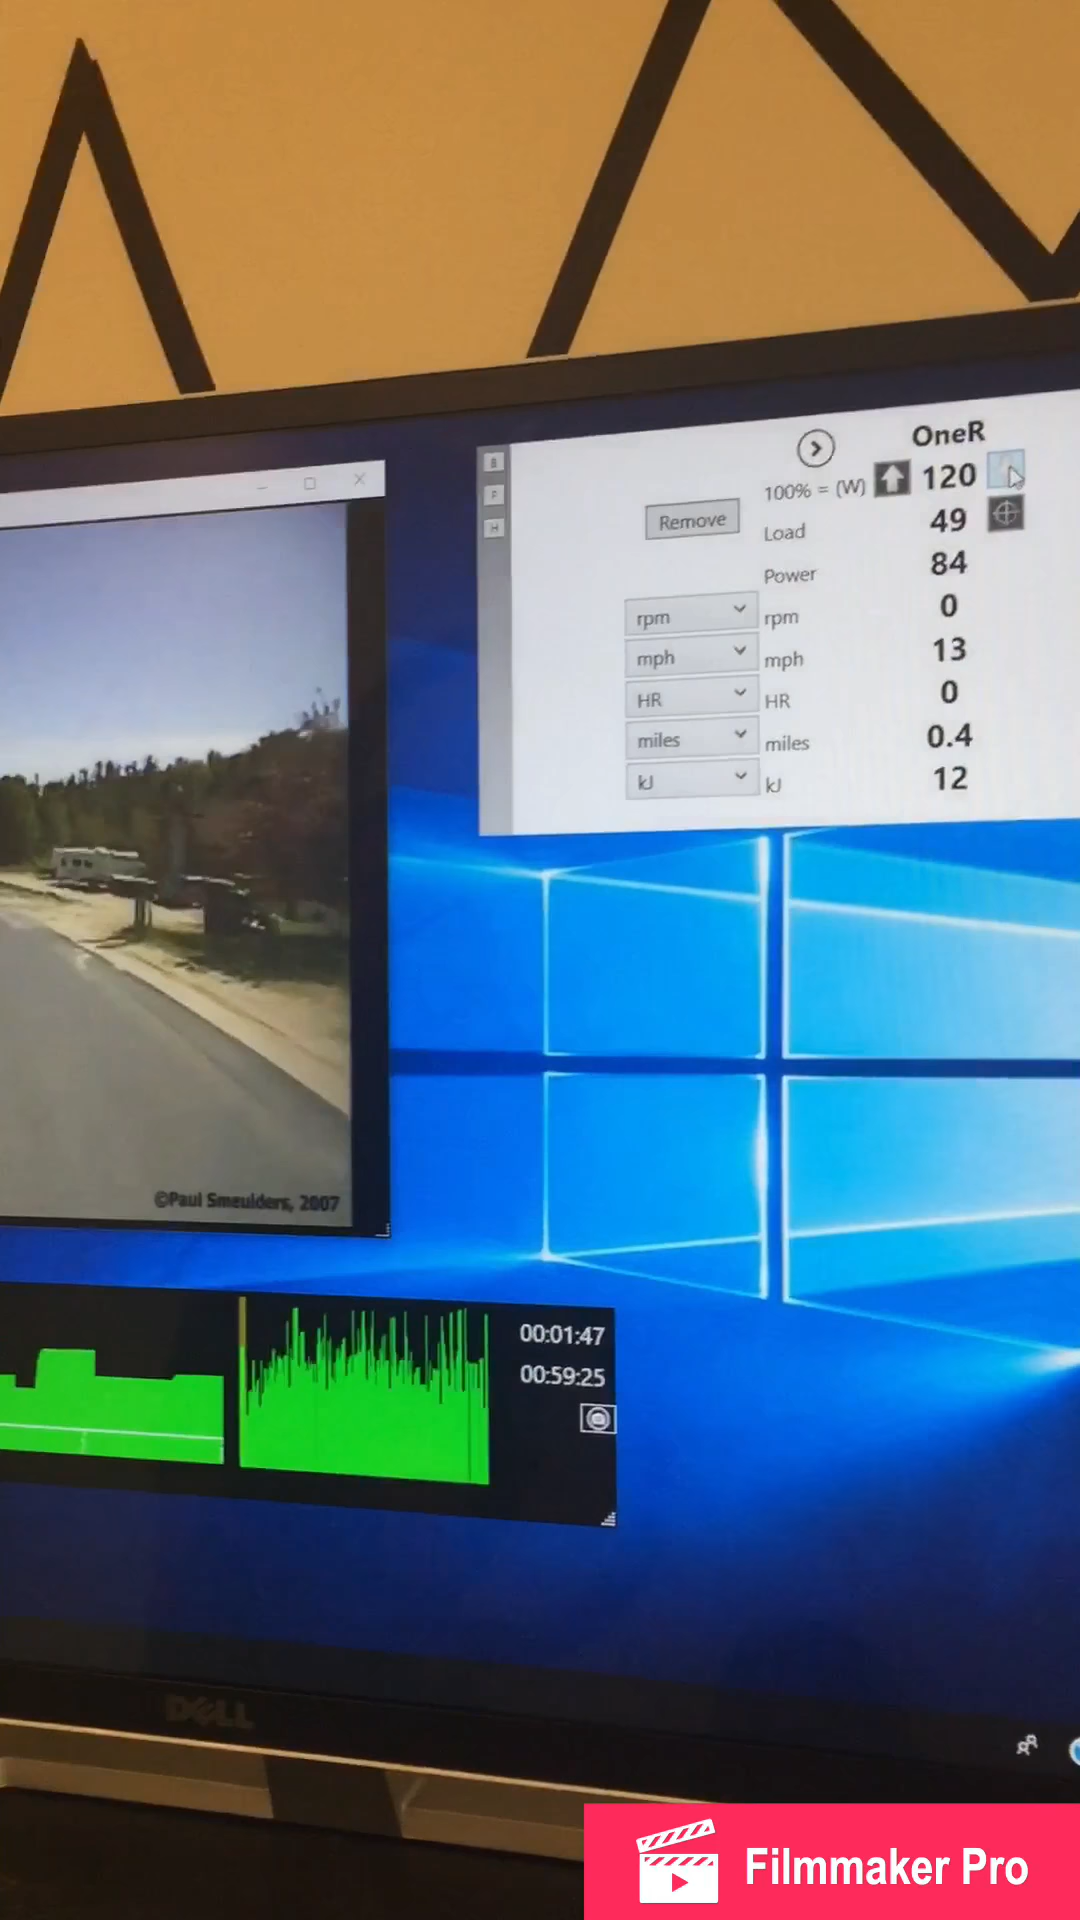 OneR
100% = (W) 120
Remove
Load 49
Power 84
rpm rpm 0
mph mph 13
HR HR 0
miles miles 0.4
kJ kJ 12
B
F
H
©Paul Smeulders, 2007
00:01:47
00:59:25
DELL
Filmmaker Pro